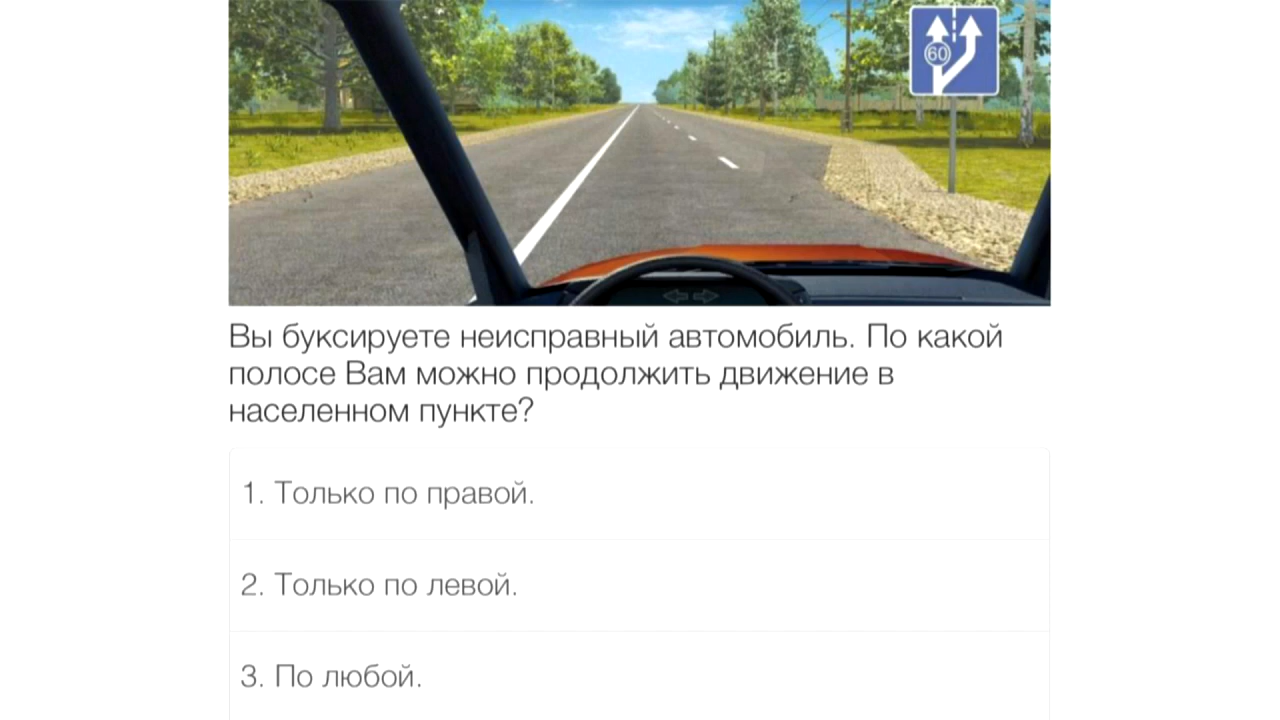 60
Вы буксируете неисправный автомобиль. По какой
полосе Вам можно продолжить движение в
населенном пункте?
1. Только по правой.
2. Только по левой.
3. По любой.